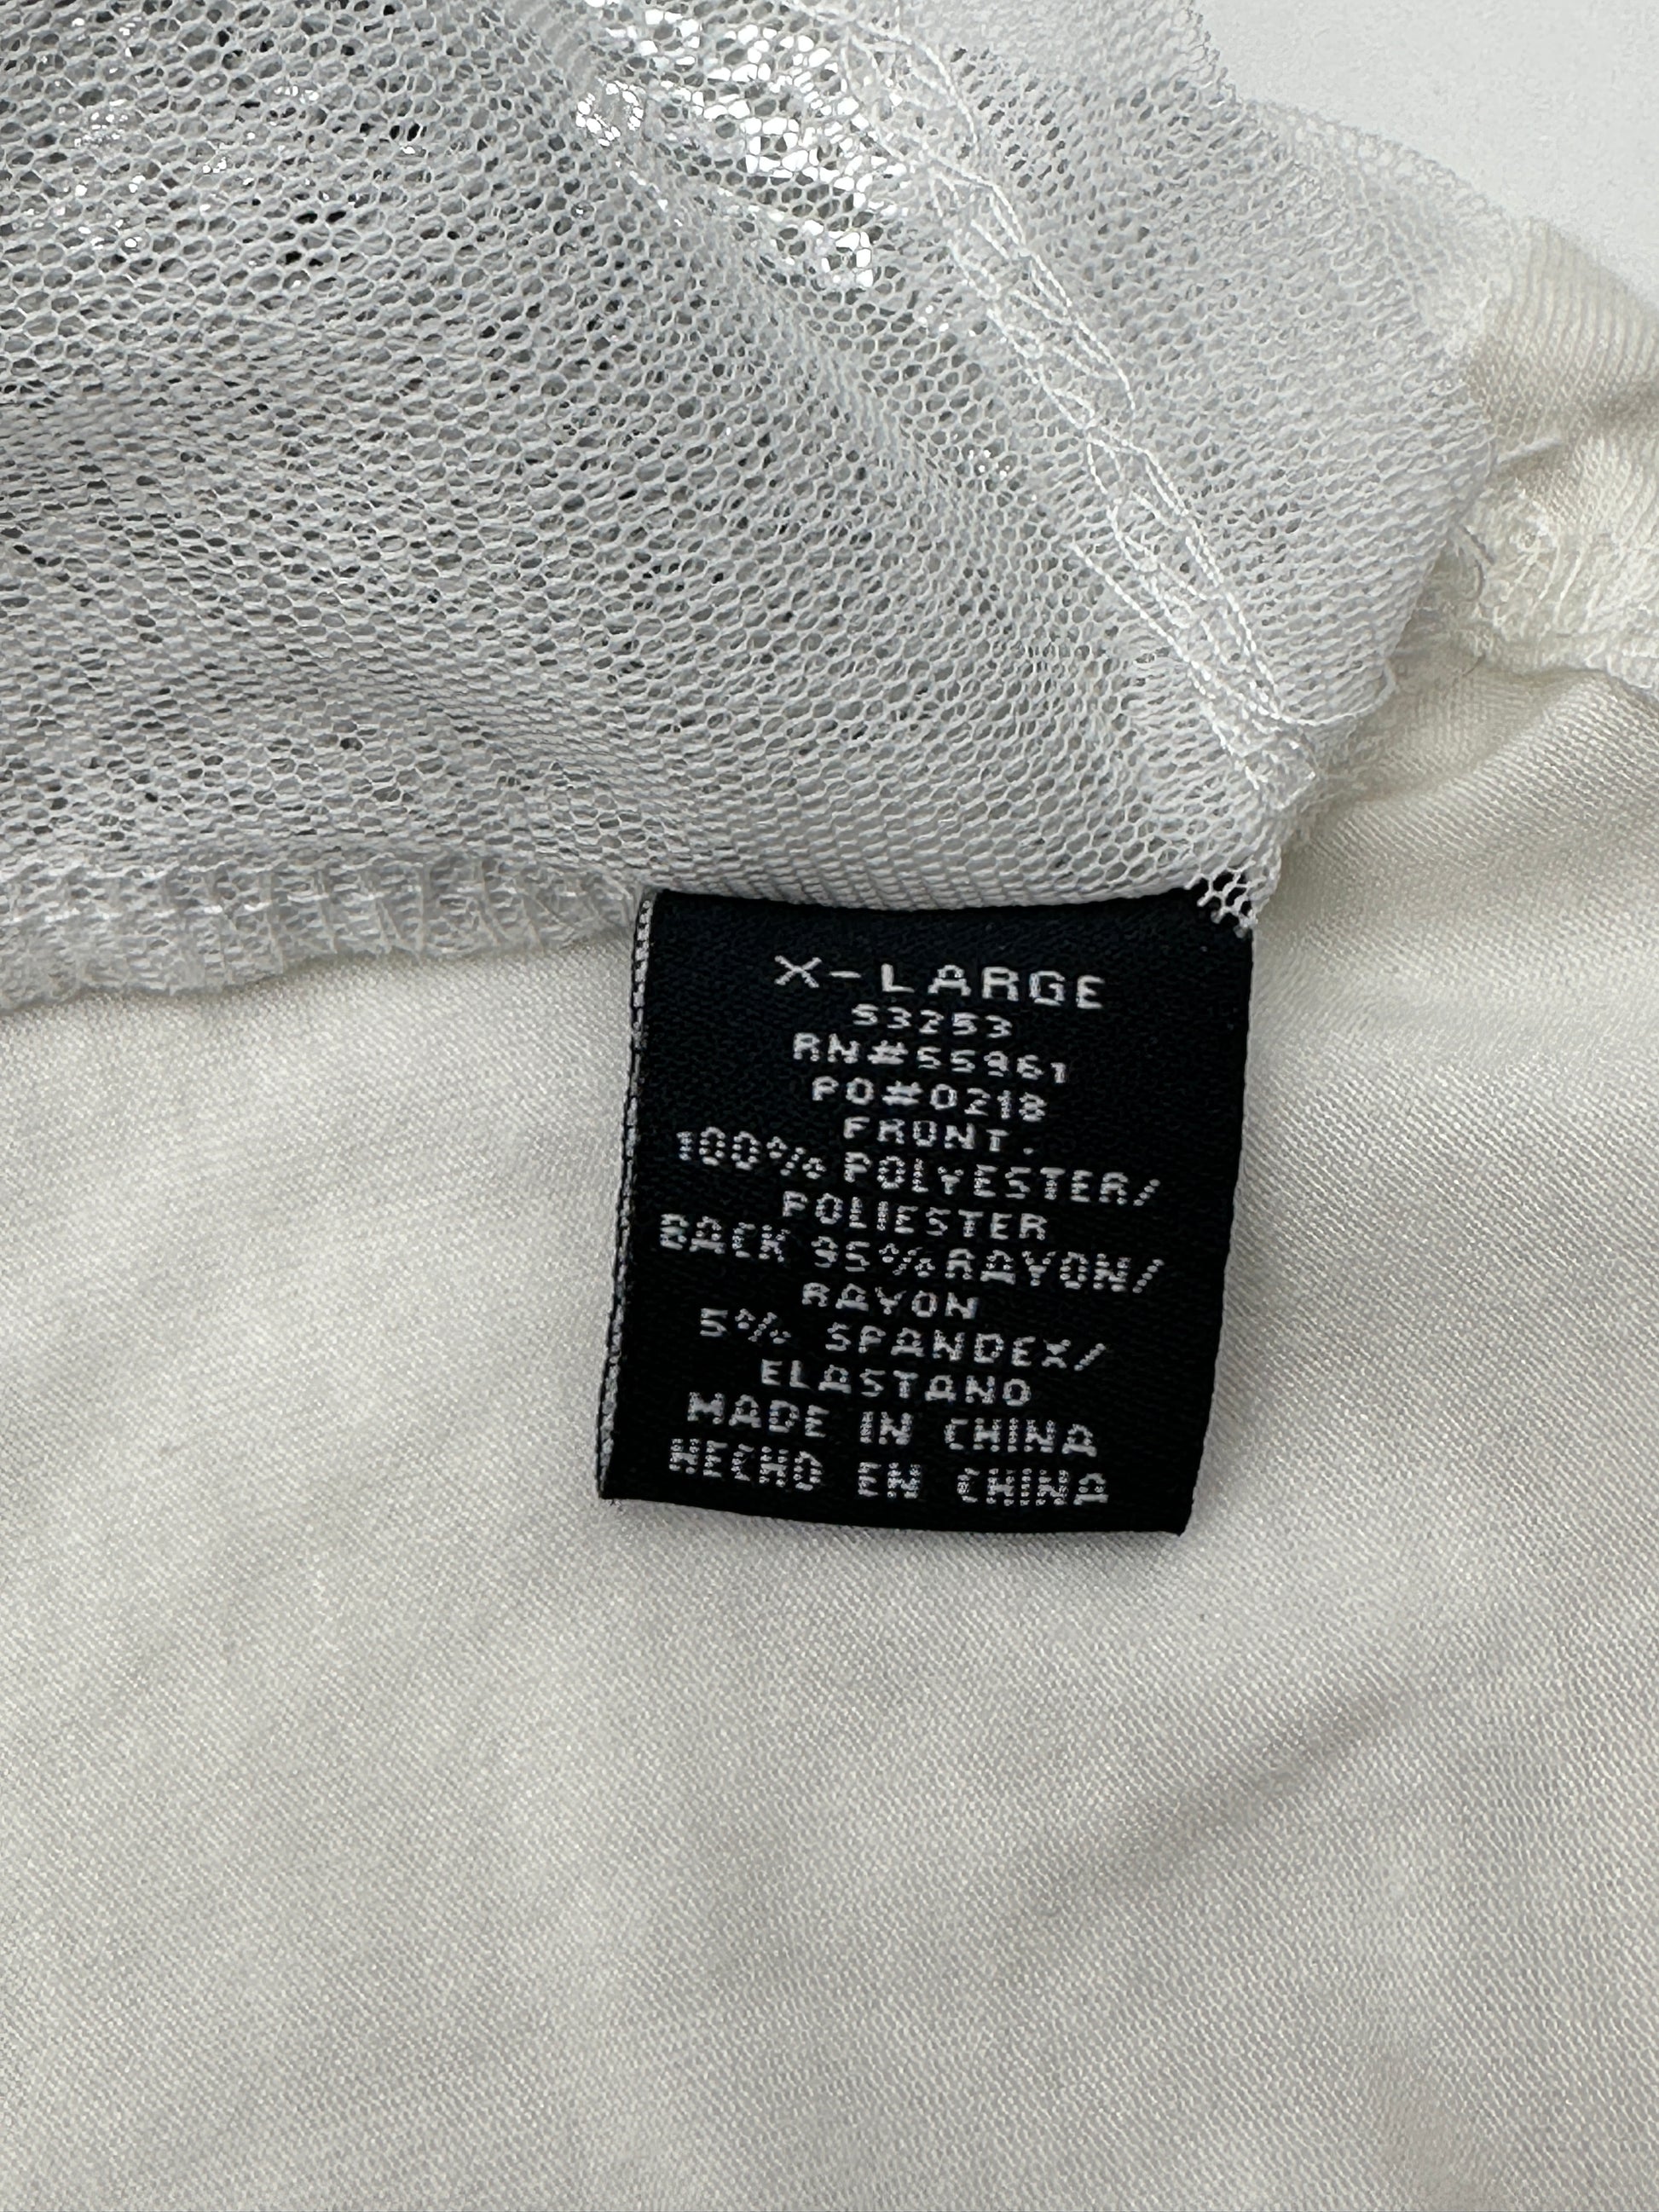 X-LARGE
53253
RN#55961
PO#0218
FRONT.
100% POLYESTER/
POLIESTER
BACK 95%RAYON/
RAYON
5% SPANDEX/
ELASTANO
MADE IN CHINA
HECHO EN CHINA